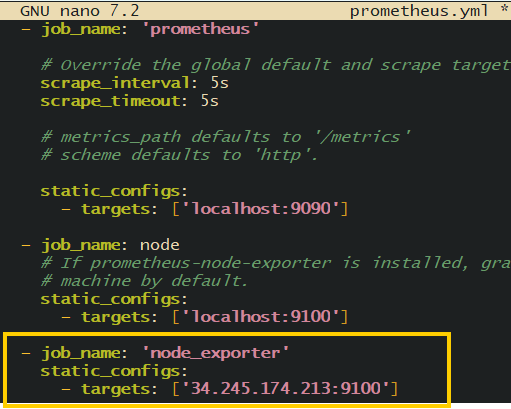 GNU nano 7.2 prometheus.yml *
- job_name: 'prometheus'
# Override the global default and scrape target
scrape_interval: 5s
scrape_timeout: 5s
# metrics_path defaults to '/metrics'
# scheme defaults to 'http'.
static_configs:
- targets: ['localhost:9090']
- job_name: node
# If prometheus-node-exporter is installed, gra
# machine by default.
static_configs:
- targets: ['localhost:9100']
- job_name: 'node_exporter'
static_configs:
- targets: ['34.245.174.213:9100']